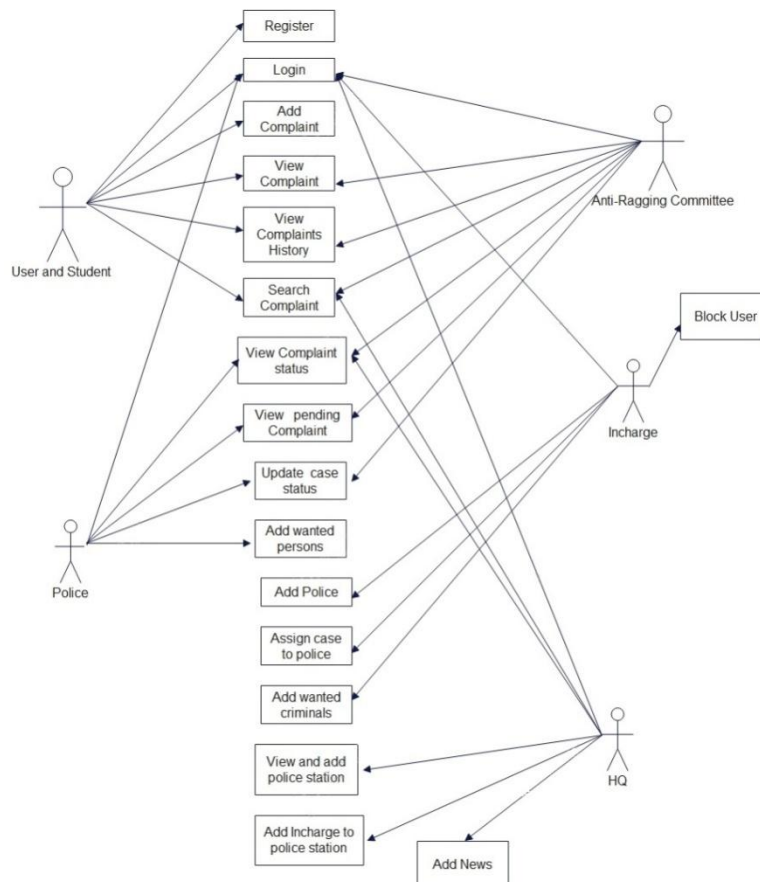 Register
Login
Add
Complaint
View
Complaint
View
Complaints
History
Search
Complaint
View Complaint
status
View pending
Complaint
Update case
status
Add wanted
persons
Add Police
Assign case
to police
Add wanted
criminals
View and add
police station
Add Incharge to
police station
Add News
User and Student
Police
Anti-Ragging Committee
Block User
Incharge
HQ